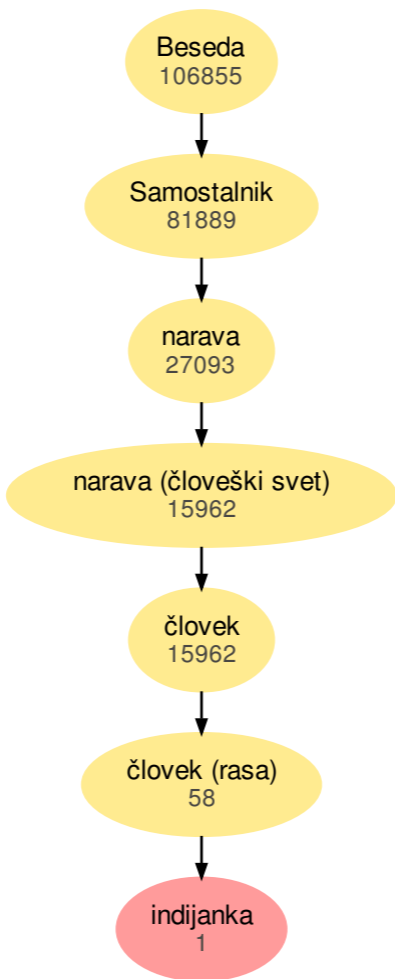 Beseda
106855
Samostalnik
81889
narava
27093
narava (človeški svet)
15962
človek
15962
človek (rasa)
58
indijanka
1